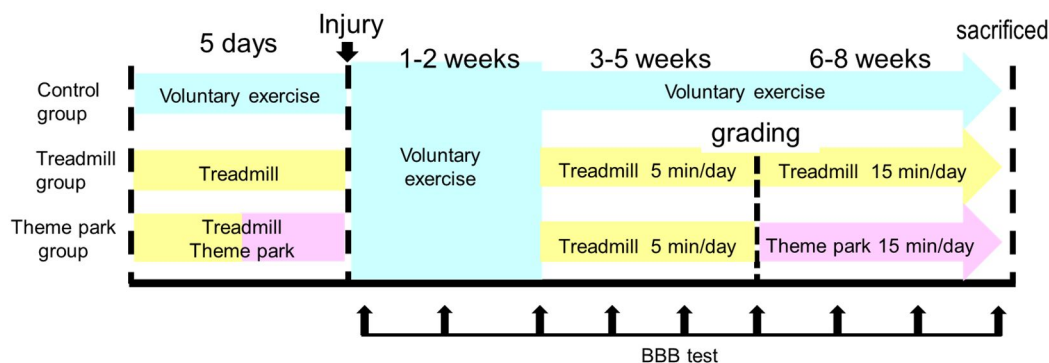 Injury
sacrificed
5 days
1-2 weeks
3-5 weeks
6-8 weeks
Control
group
Voluntary exercise
Voluntary exercise
grading
Treadmill
group
Treadmill
Voluntary
exercise
Treadmill 5 min/day
Treadmill 15 min/day
Theme park
group
Treadmill
Theme park
Treadmill 5 min/day
Theme park 15 min/day
BBB test